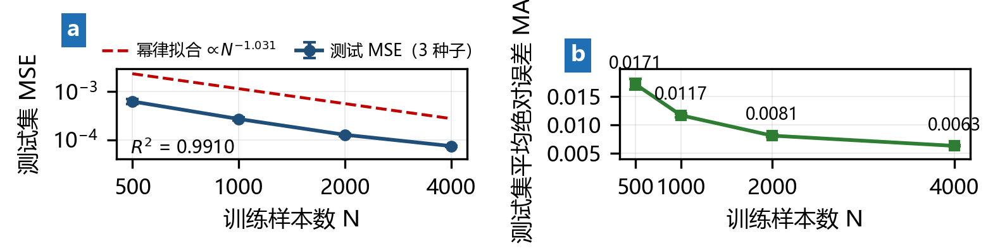 a
幂律拟合 ∝N^−1.031
测试 MSE（3 种子）
测试集 MSE
10^−3
10^−4
R² = 0.9910
500 1000 2000 4000
训练样本数 N
b
测试集平均绝对误差 MA
0.0171
0.0117
0.0081
0.0063
0.015
0.010
0.005
500 1000 2000 4000
训练样本数 N